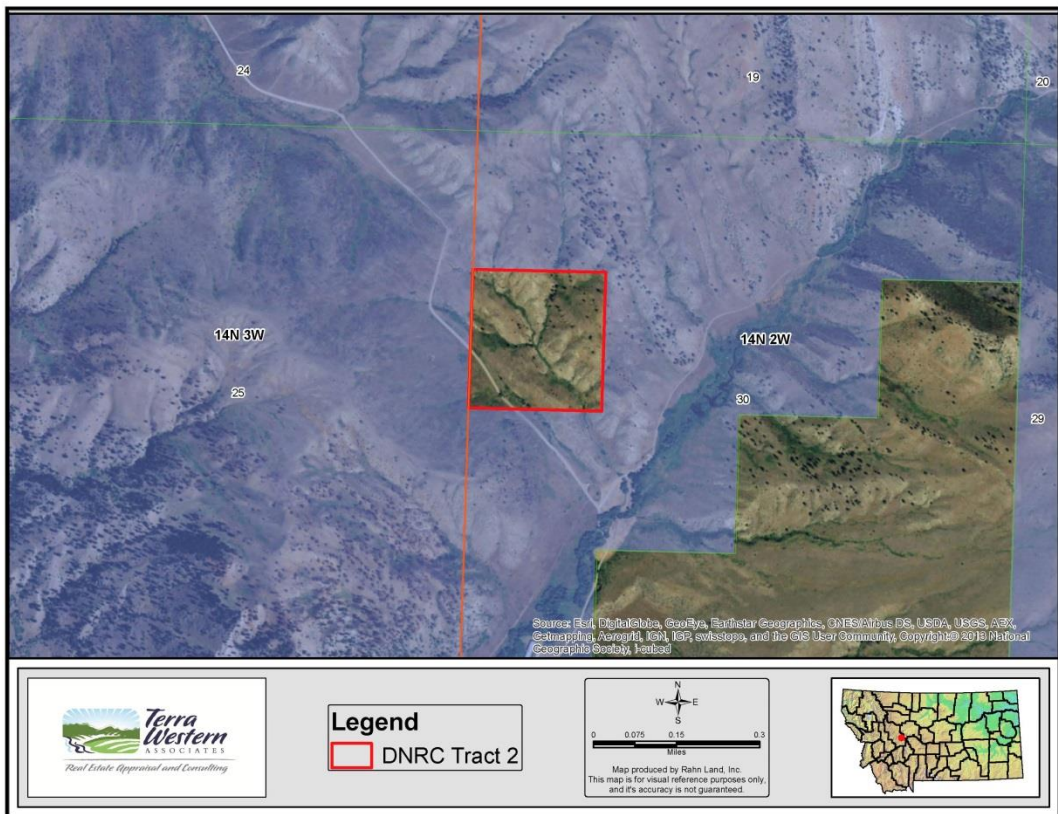 24
19
20
14N 3W
14N 2W
25
30
29
Source: Esri, DigitalGlobe, GeoEye, Earthstar Geographics, CNES/Airbus DS, USDA, USGS, AEX,
Getmapping, Aerogrid, IGN, IGP, swisstopo, and the GIS User Community, Copyright:© 2013 National
Geographic Society, i-cubed
Terra
Western
ASSOCIATES
Real Estate Appraisal and Consulting
Legend
DNRC Tract 2
N
W E
S
0 0.075 0.15 0.3
Miles
Map produced by Rahn Land, Inc.
This map is for visual reference purposes only,
and it's accuracy is not guaranteed.